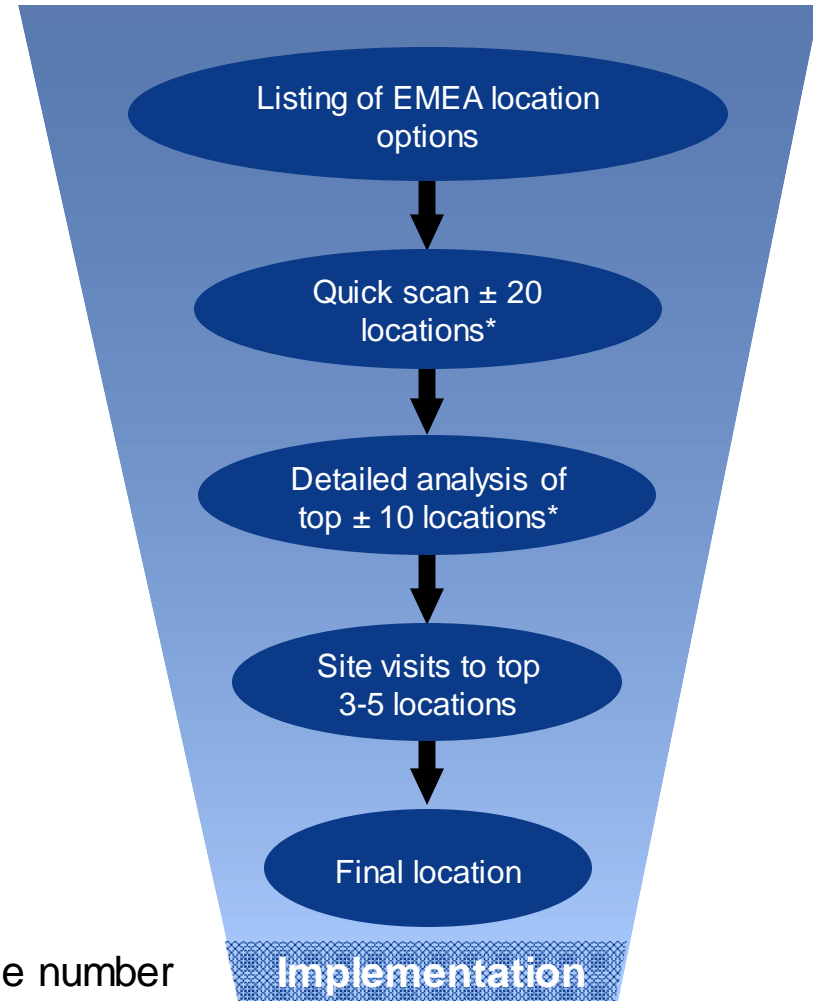 Listing of EMEA location
options
Quick scan ± 20
locations*
Detailed analysis of
top ± 10 locations*
Site visits to top
3-5 locations
Final location
e number
Implementation